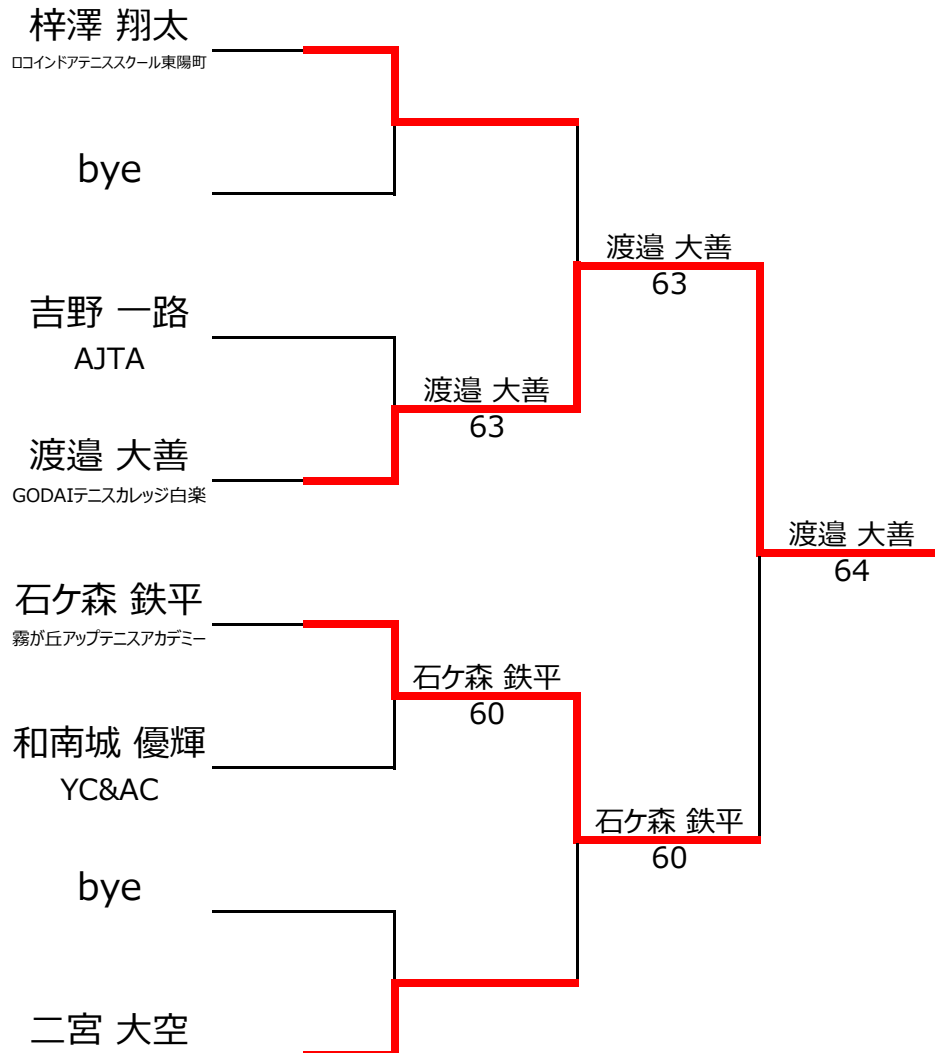 梓澤 翔太
ロコインドアテニススクール東陽町
bye
渡邉 大善
63
吉野 一路
AJTA
渡邉 大善
63
渡邉 大善
GODAIテニスカレッジ白楽
渡邉 大善
64
石ケ森 鉄平
霧が丘アップテニスアカデミー
石ケ森 鉄平
60
和南城 優輝
YC&AC
石ケ森 鉄平
60
bye
二宮 大空